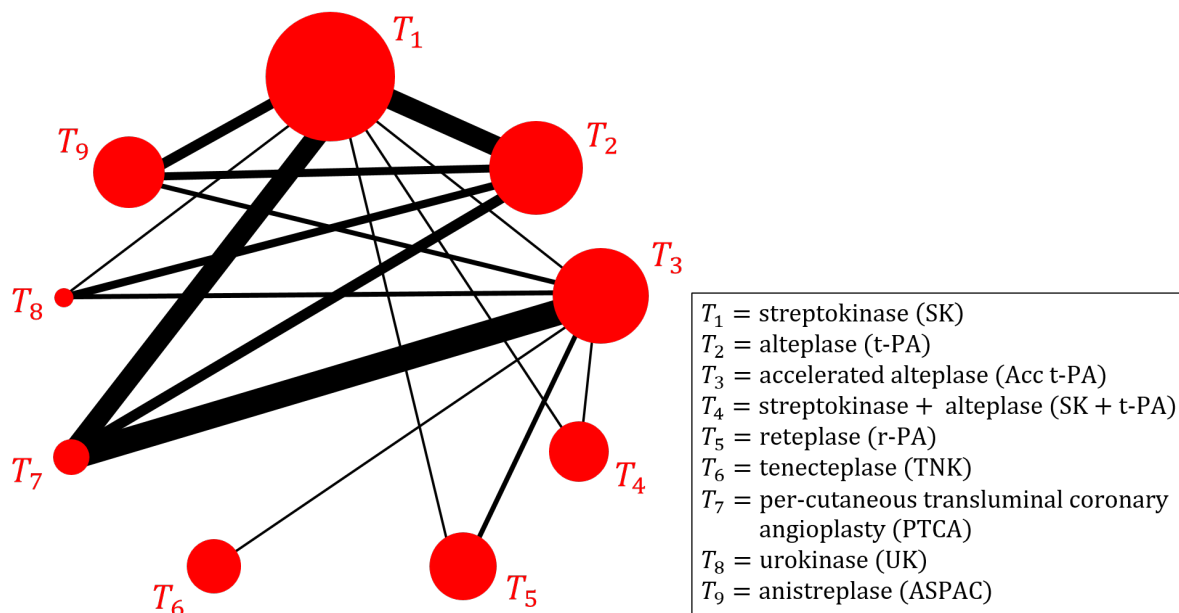 T₁
T₂
T₉
T₃
T₈
T₇
T₄
T₆
T₅
T₁ = streptokinase (SK)
T₂ = alteplase (t-PA)
T₃ = accelerated alteplase (Acc t-PA)
T₄ = streptokinase + alteplase (SK + t-PA)
T₅ = reteplase (r-PA)
T₆ = tenecteplase (TNK)
T₇ = per-cutaneous transluminal coronary
angioplasty (PTCA)
T₈ = urokinase (UK)
T₉ = anistreplase (ASPAC)